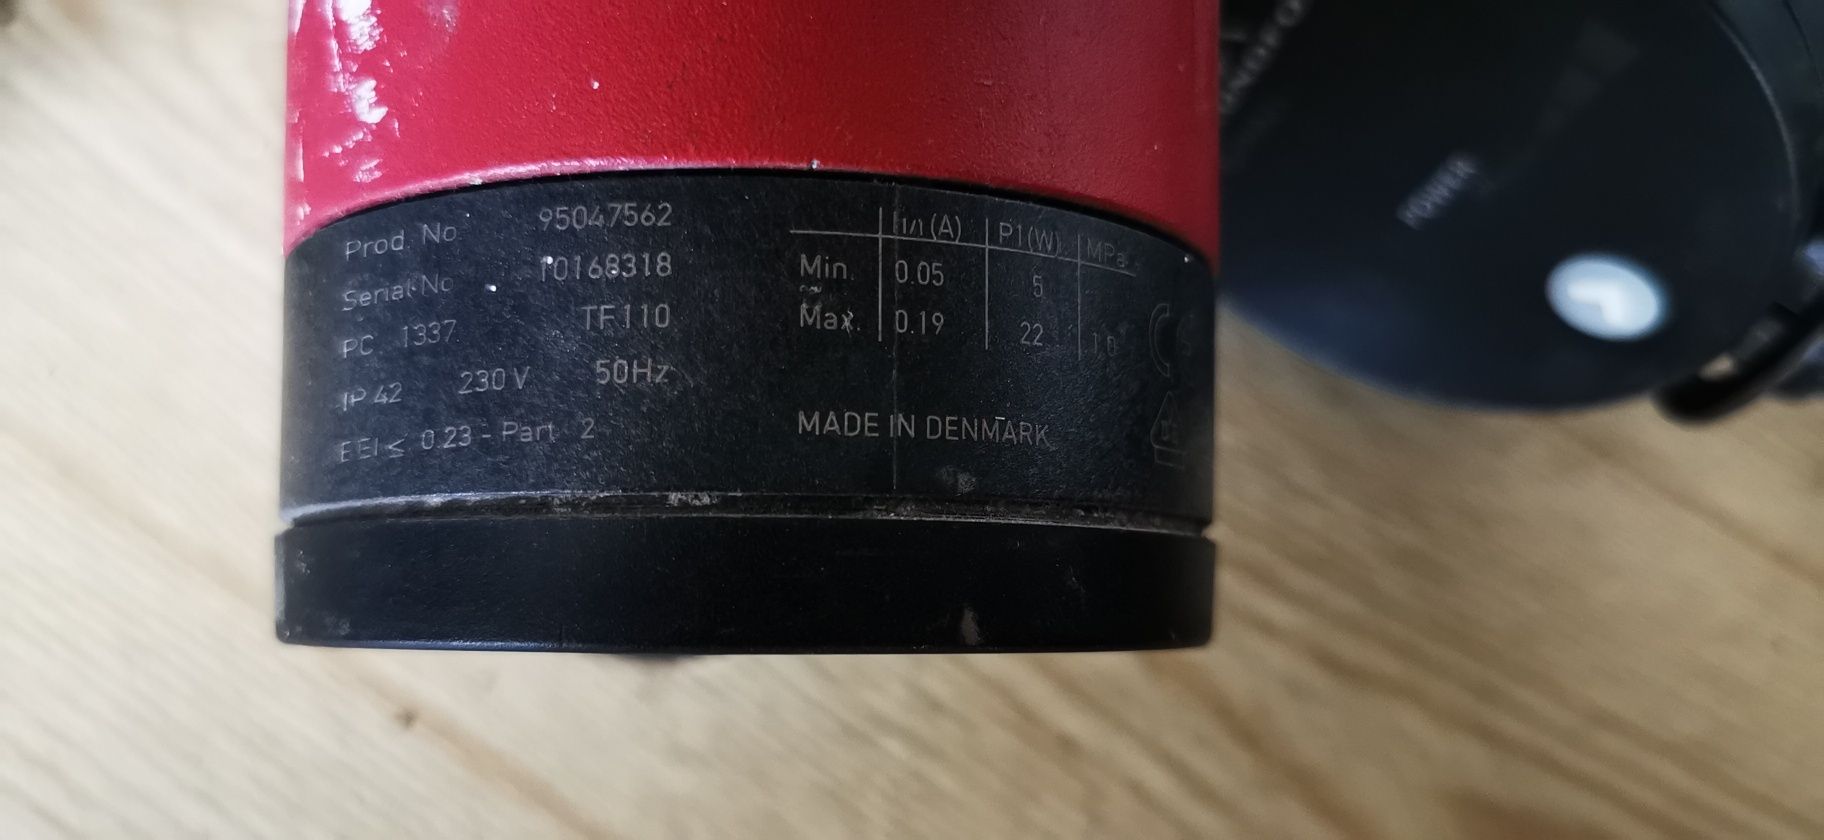 Prod. No 95047562
Serial No 10168318
PC 1337 TF110
IP 42 230 V 50Hz
EEI ≤ 0.23 - Part 2
I1/1 (A) P1(W) MPa
Min. 0.05 5
Max. 0.19 22 1.0
MADE IN DENMARK
CE
POWER